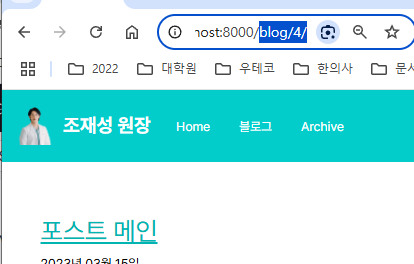 host:8000/blog/4/
2022
대학원
우테코
한의사
문서
조재성 원장
Home
블로그
Archive
포스트 메인
2023년 03월 15일